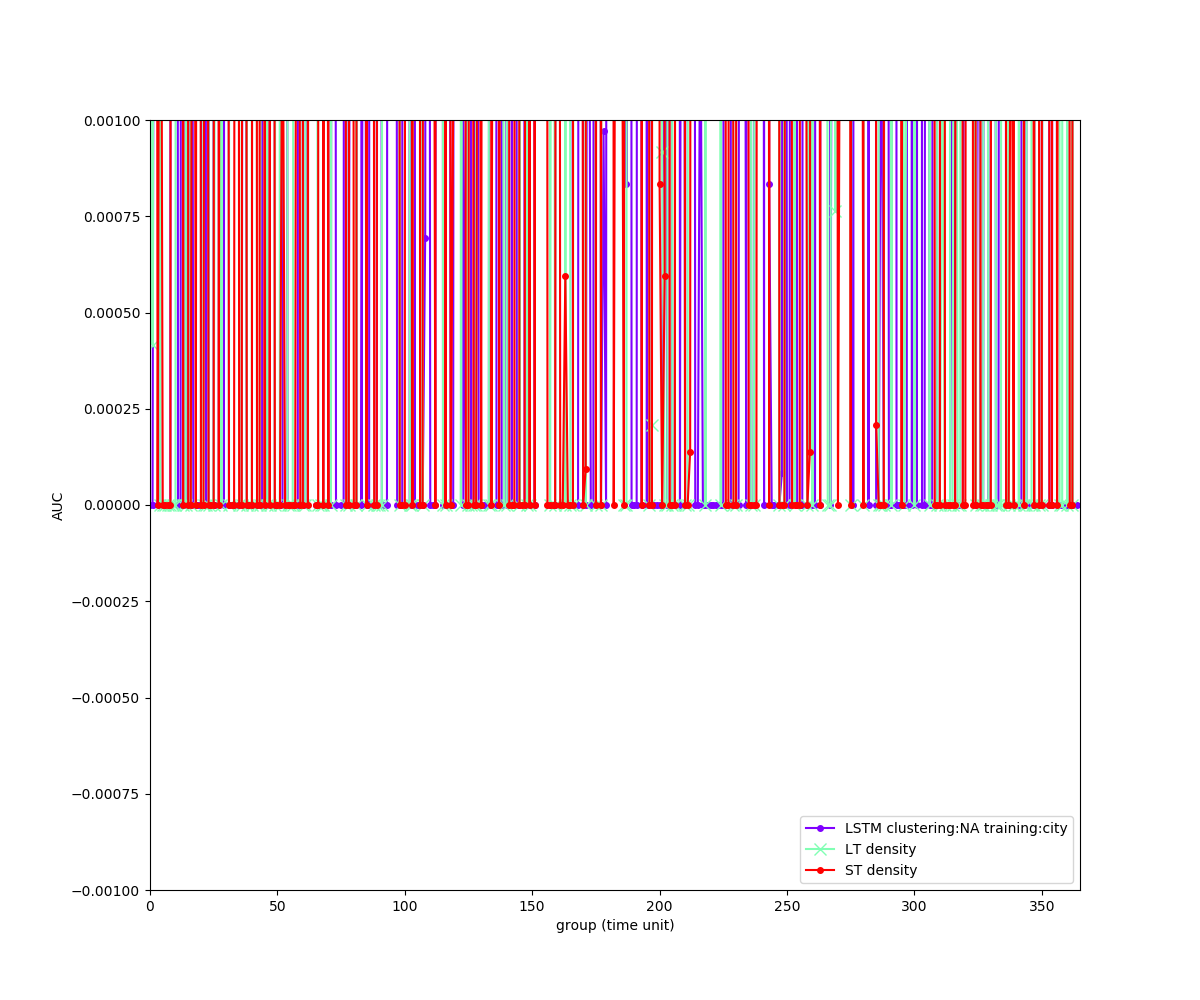 0.00100
0.00075
0.00050
0.00025
0.00000
−0.00025
−0.00050
−0.00075
−0.00100
AUC
0 50 100 150 200 250 300 350
group (time unit)
LSTM clustering:NA training:city
LT density
ST density